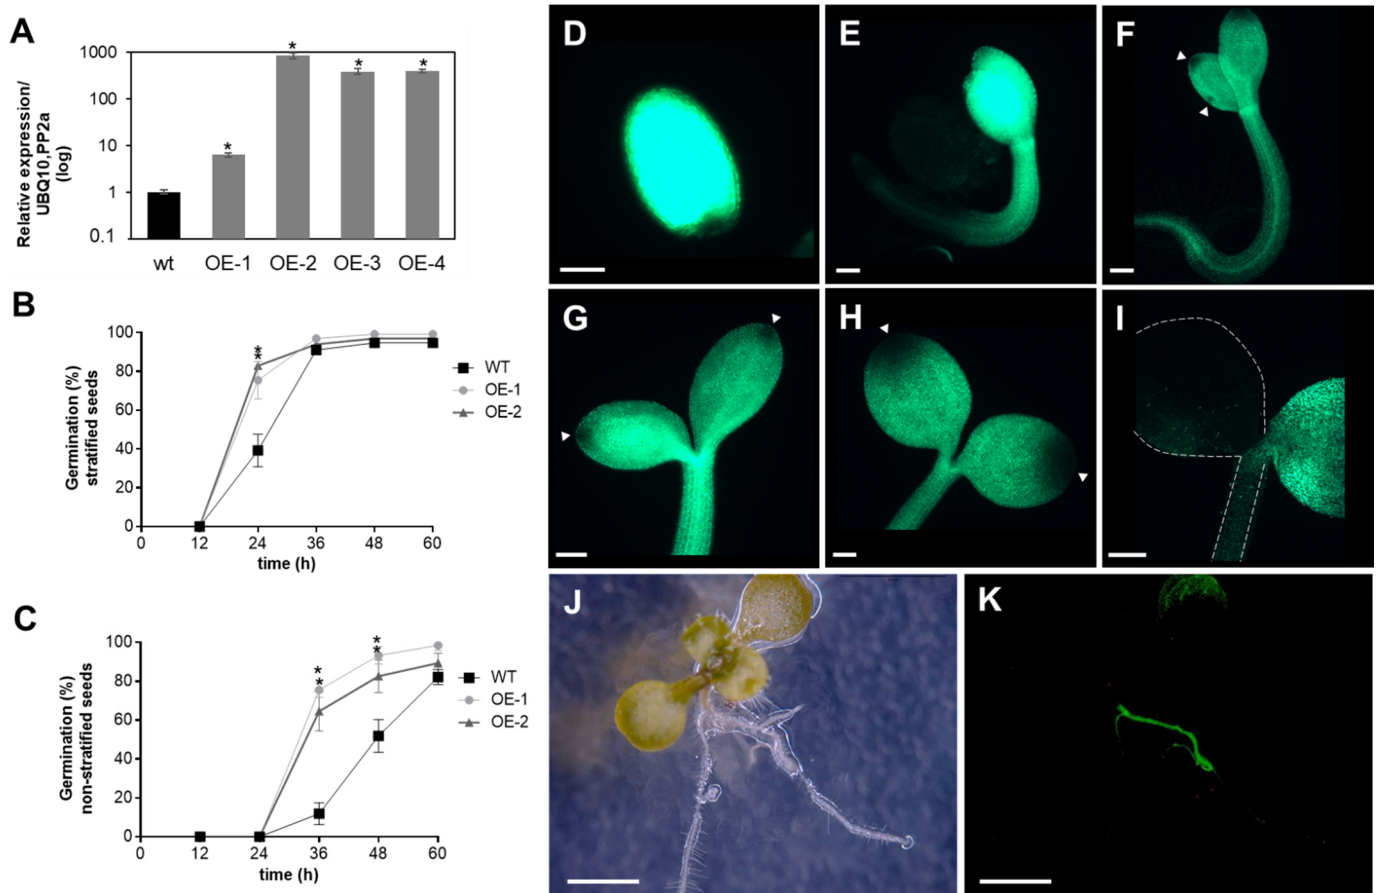 A
Relative expression/
UBQ10,PP2a
(log)
1000
100
10
1
0.1
*
*
*
*
wt
OE-1
OE-2
OE-3
OE-4
B
Germination (%)
stratified seeds
100
80
60
40
20
0
**
WT
OE-1
OE-2
0
12
24
36
48
60
time (h)
C
Germination (%)
non-stratified seeds
100
80
60
40
20
0
**
**
WT
OE-1
OE-2
0
12
24
36
48
60
time (h)
D
E
F
G
H
I
J
K